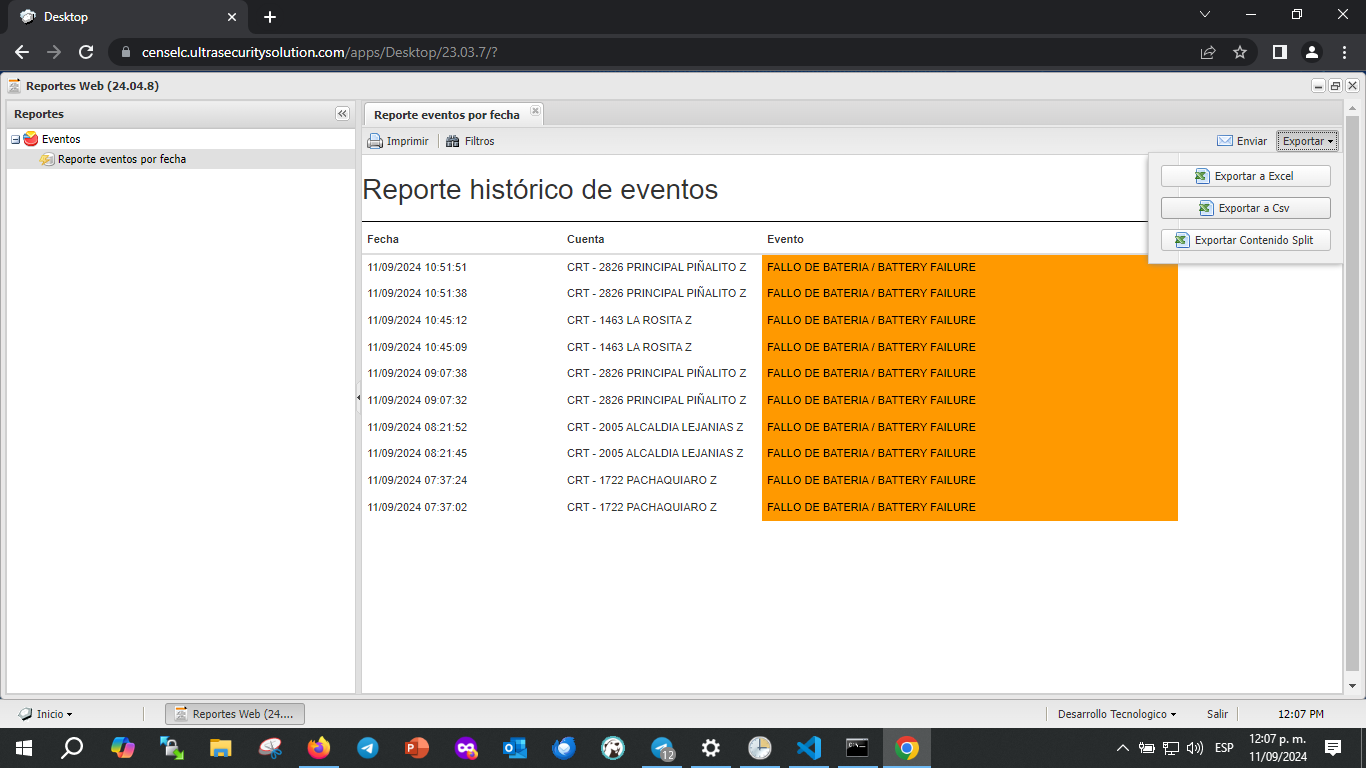 Desktop
censelc.ultrasecuritysolution.com/apps/Desktop/23.03.7/?
Reportes Web (24.04.8)
Reportes
Eventos
Reporte eventos por fecha
Reporte eventos por fecha
Imprimir Filtros Enviar Exportar
Exportar a Excel
Exportar a Csv
Exportar Contenido Split
Reporte histórico de eventos
Fecha Cuenta Evento
11/09/2024 10:51:51 CRT - 2826 PRINCIPAL PIÑALITO Z FALLO DE BATERIA / BATTERY FAILURE
11/09/2024 10:51:38 CRT - 2826 PRINCIPAL PIÑALITO Z FALLO DE BATERIA / BATTERY FAILURE
11/09/2024 10:45:12 CRT - 1463 LA ROSITA Z FALLO DE BATERIA / BATTERY FAILURE
11/09/2024 10:45:09 CRT - 1463 LA ROSITA Z FALLO DE BATERIA / BATTERY FAILURE
11/09/2024 09:07:38 CRT - 2826 PRINCIPAL PIÑALITO Z FALLO DE BATERIA / BATTERY FAILURE
11/09/2024 09:07:32 CRT - 2826 PRINCIPAL PIÑALITO Z FALLO DE BATERIA / BATTERY FAILURE
11/09/2024 08:21:52 CRT - 2005 ALCALDIA LEJANIAS Z FALLO DE BATERIA / BATTERY FAILURE
11/09/2024 08:21:45 CRT - 2005 ALCALDIA LEJANIAS Z FALLO DE BATERIA / BATTERY FAILURE
11/09/2024 07:37:24 CRT - 1722 PACHAQUIARO Z FALLO DE BATERIA / BATTERY FAILURE
11/09/2024 07:37:02 CRT - 1722 PACHAQUIARO Z FALLO DE BATERIA / BATTERY FAILURE
Inicio Reportes Web (24.... Desarrollo Tecnologico Salir 12:07 PM
12 ESP 12:07 p. m.
11/09/2024